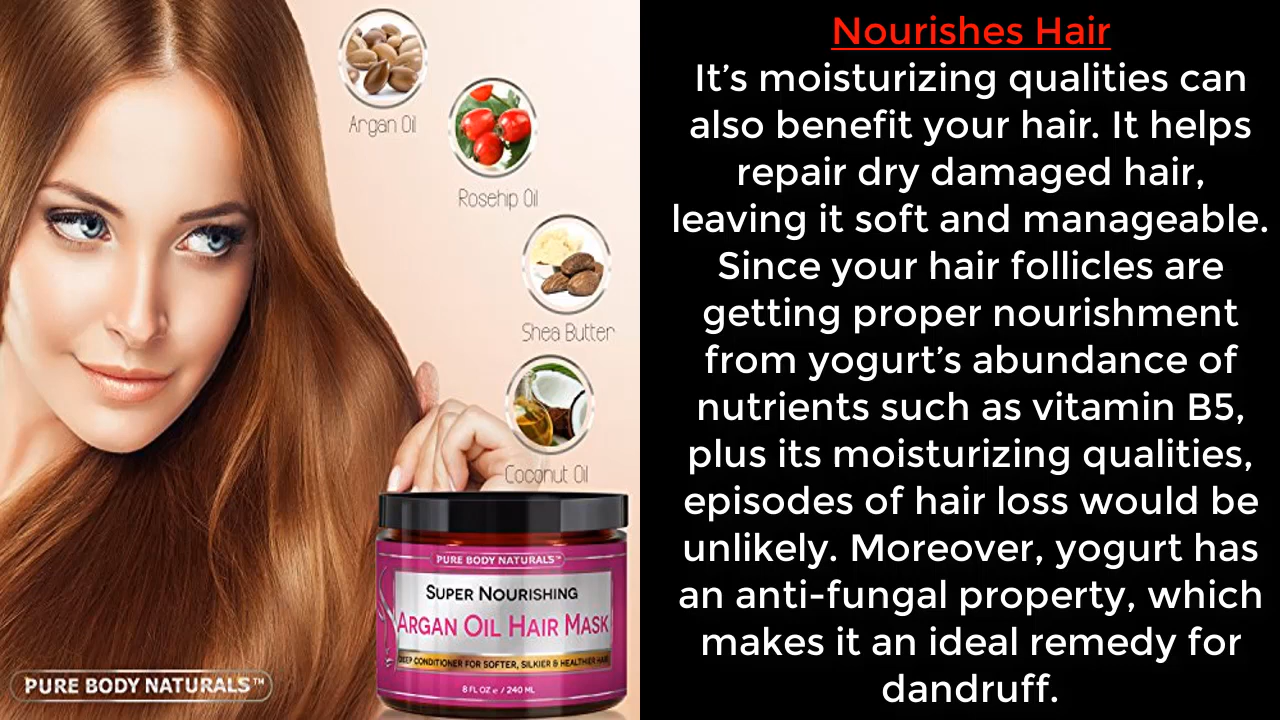 Argan Oil
Rosehip Oil
Shea Butter
Coconut Oil
PURE BODY NATURALS™
SUPER NOURISHING
ARGAN OIL HAIR MASK
DEEP CONDITIONER FOR SOFTER, SILKIER & HEALTHIER HAIR
8 FL OZ e / 240 ML
PURE BODY NATURALS™
Nourishes Hair
It’s moisturizing qualities can
also benefit your hair. It helps
repair dry damaged hair,
leaving it soft and manageable.
Since your hair follicles are
getting proper nourishment
from yogurt’s abundance of
nutrients such as vitamin B5,
plus its moisturizing qualities,
episodes of hair loss would be
unlikely. Moreover, yogurt has
an anti-fungal property, which
makes it an ideal remedy for
dandruff.